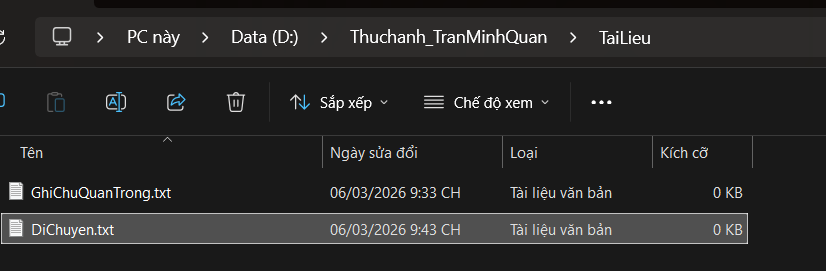 PC này > Data (D:) > Thuchanh_TranMinhQuan > TaiLieu
Sắp xếp Chế độ xem
Tên Ngày sửa đổi Loại Kích cỡ
GhiChuQuanTrong.txt 06/03/2026 9:33 CH Tài liệu văn bản 0 KB
DiChuyen.txt 06/03/2026 9:43 CH Tài liệu văn bản 0 KB